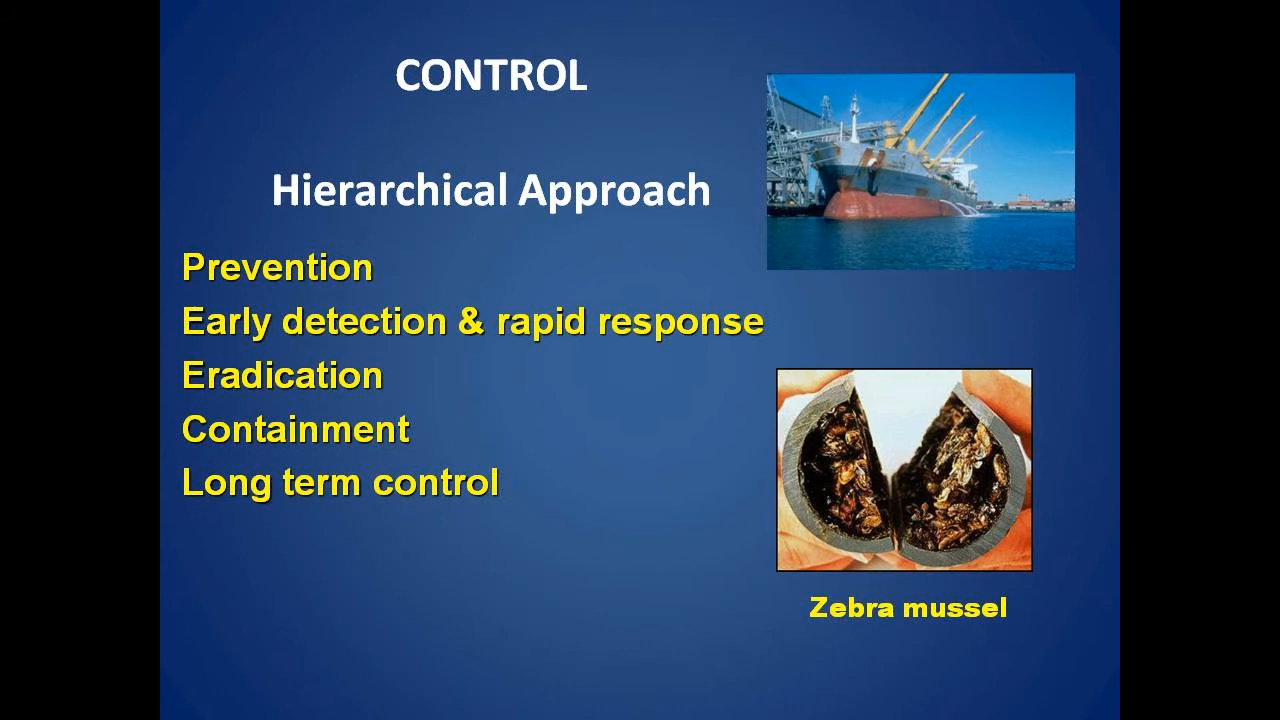 CONTROL
Hierarchical Approach
Prevention
Early detection & rapid response
Eradication
Containment
Long term control
Zebra mussel